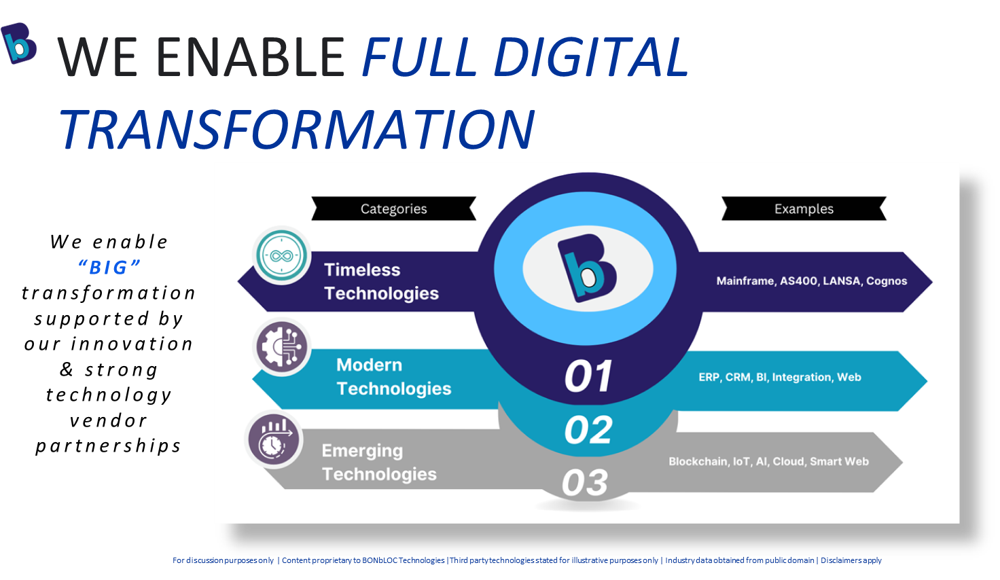 WE ENABLE FULL DIGITAL
TRANSFORMATION
We enable
“BIG”
transformation
supported by
our innovation
& strong
technology
vendor
partnerships
Categories
Examples
Timeless
Technologies
Mainframe, AS400, LANSA, Cognos
01
Modern
Technologies
ERP, CRM, BI, Integration, Web
02
Emerging
Technologies
Blockchain, IoT, AI, Cloud, Smart Web
03
For discussion purposes only | Content proprietary to BONbLOC Technologies |Third party technologies stated for illustrative purposes only | Industry data obtained from public domain | Disclaimers apply